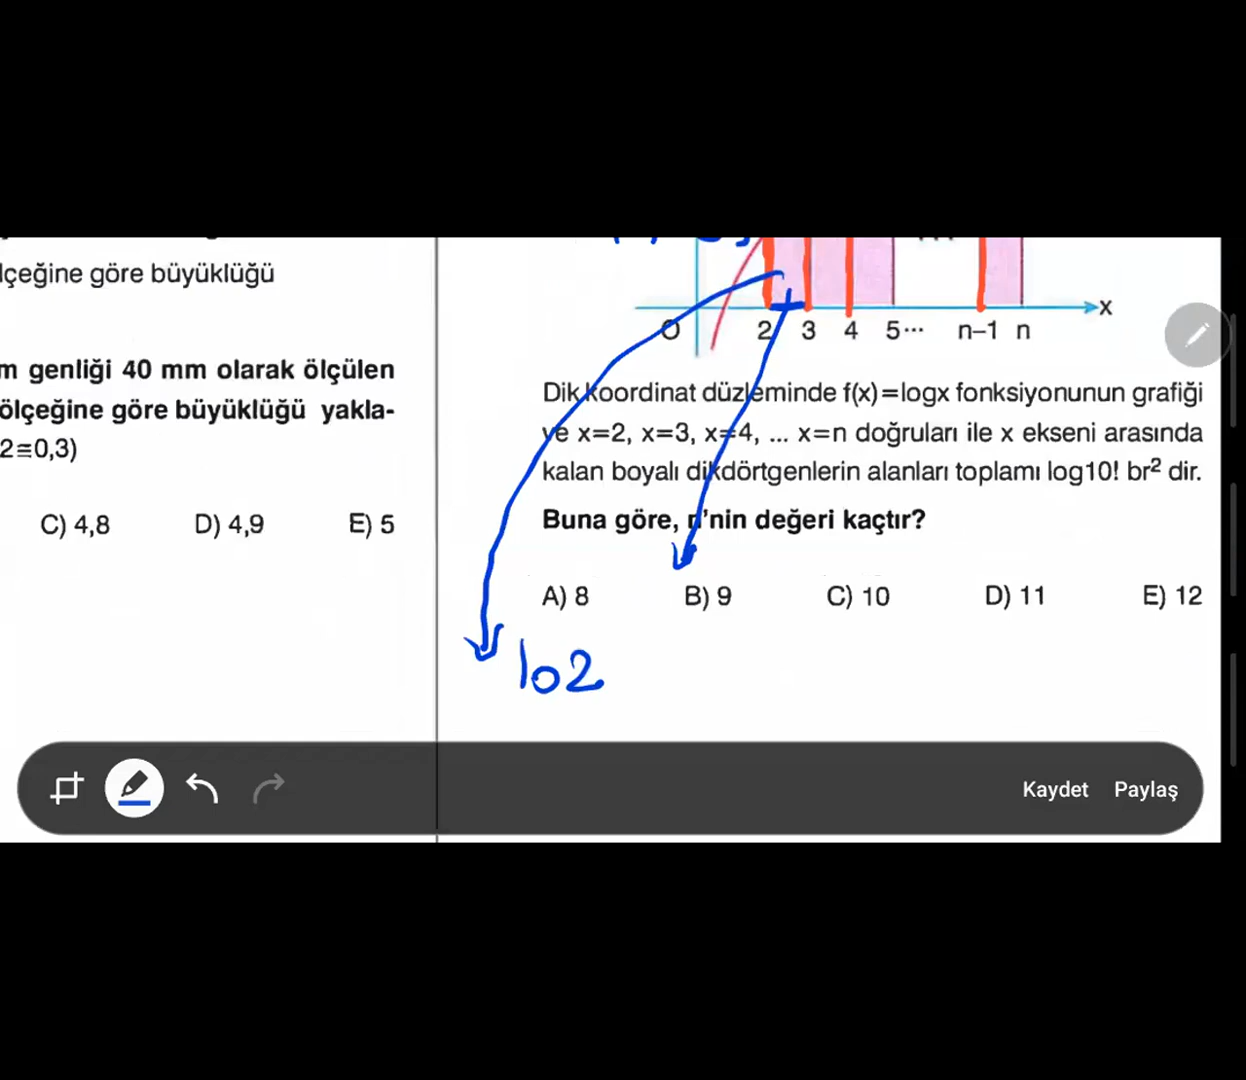 lçeğine göre büyüklüğü
m genliği 40 mm olarak ölçülen
ölçeğine göre büyüklüğü yakla-
2≅0,3)
C) 4,8 D) 4,9 E) 5
O 2 3 4 5... n–1 n x
Dik koordinat düzleminde f(x)=logx fonksiyonunun grafiği
ve x=2, x=3, x=4, ... x=n doğruları ile x ekseni arasında
kalan boyalı dikdörtgenlerin alanları toplamı log10! br² dir.
Buna göre, n'nin değeri kaçtır?
A) 8 B) 9 C) 10 D) 11 E) 12
lo2
Kaydet Paylaş